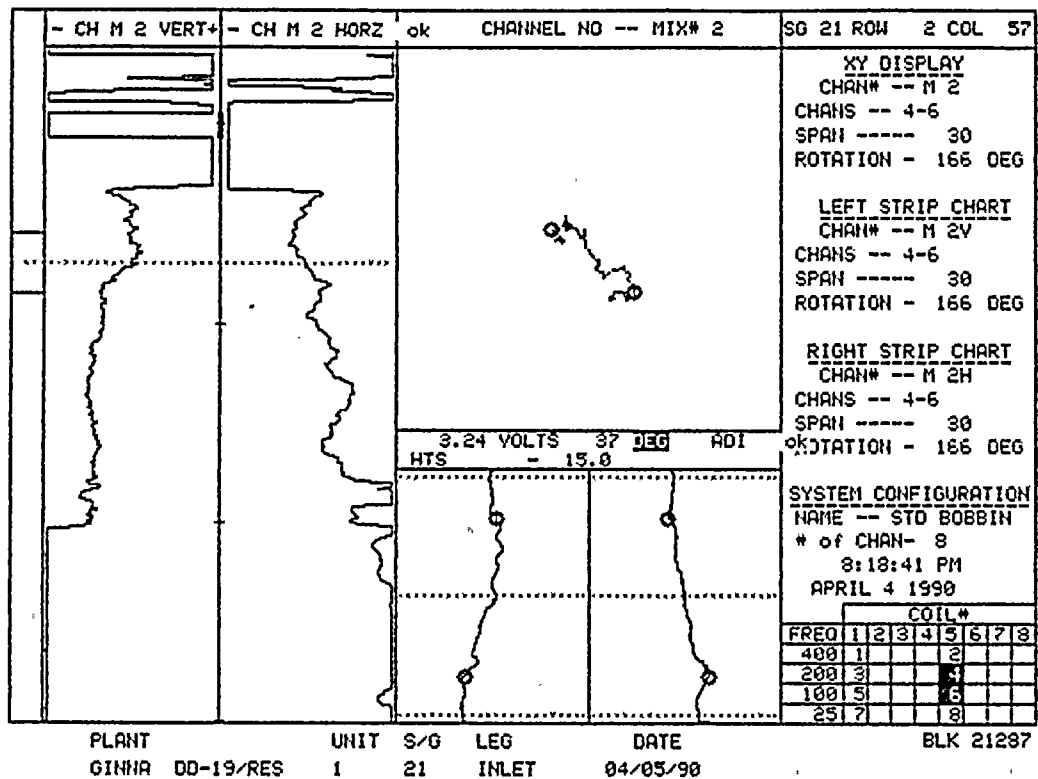 - CH M 2 VERT+
- CH M 2 HORZ
ok CHANNEL NO -- MIX# 2
SG 21 ROW 2 COL 57
XY DISPLAY
CHAN# -- M 2
CHANS -- 4-6
SPAN ----- 30
ROTATION - 166 DEG
LEFT STRIP CHART
CHAN# -- M 2V
CHANS -- 4-6
SPAN ----- 30
ROTATION - 166 DEG
RIGHT STRIP CHART
CHAN# -- M 2H
CHANS -- 4-6
SPAN ----- 30
ROTATION - 166 DEG
3.24 VOLTS 37 DEG ADI ok
HTS - 15.0
SYSTEM CONFIGURATION
NAME -- STD BOBBIN
# of CHAN- 8
8:18:41 PM
APRIL 4 1990
COIL#
FREQ 1 2 3 4 5 6 7 8
400 1 2
200 3 4
100 5 6
25 7 8
PLANT UNIT S/G LEG DATE BLK 21287
GINNA DD-19/RES 1 21 INLET 04/05/90